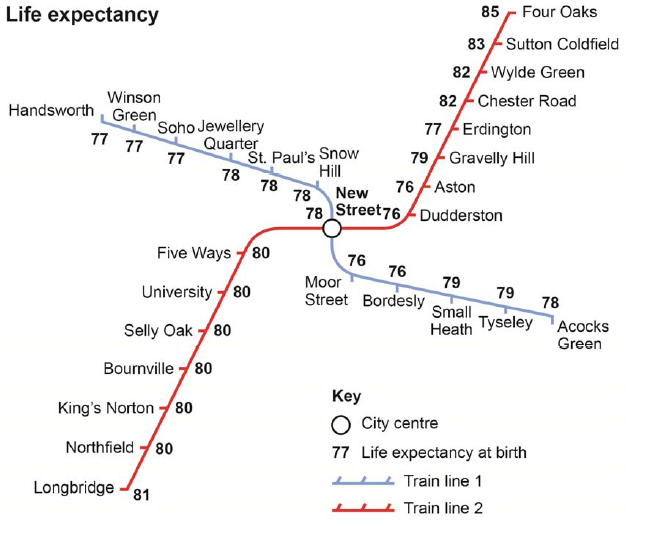 Life expectancy
85 Four Oaks
83 Sutton Coldfield
82 Wylde Green
82 Chester Road
77 Erdington
79 Gravelly Hill
76 Aston
76 Dudderston
Handsworth
77
Winson
Green
77
Soho
77
Jewellery
Quarter
78
St. Paul's
78
Snow
Hill
78
New
Street
78
Five Ways 80
University 80
Selly Oak 80
Bournville 80
King's Norton 80
Northfield 80
Longbridge 81
76
Moor
Street
76
Bordesly
79
Small
Heath
79
Tyseley
78
Acocks
Green
Key
City centre
77 Life expectancy at birth
Train line 1
Train line 2